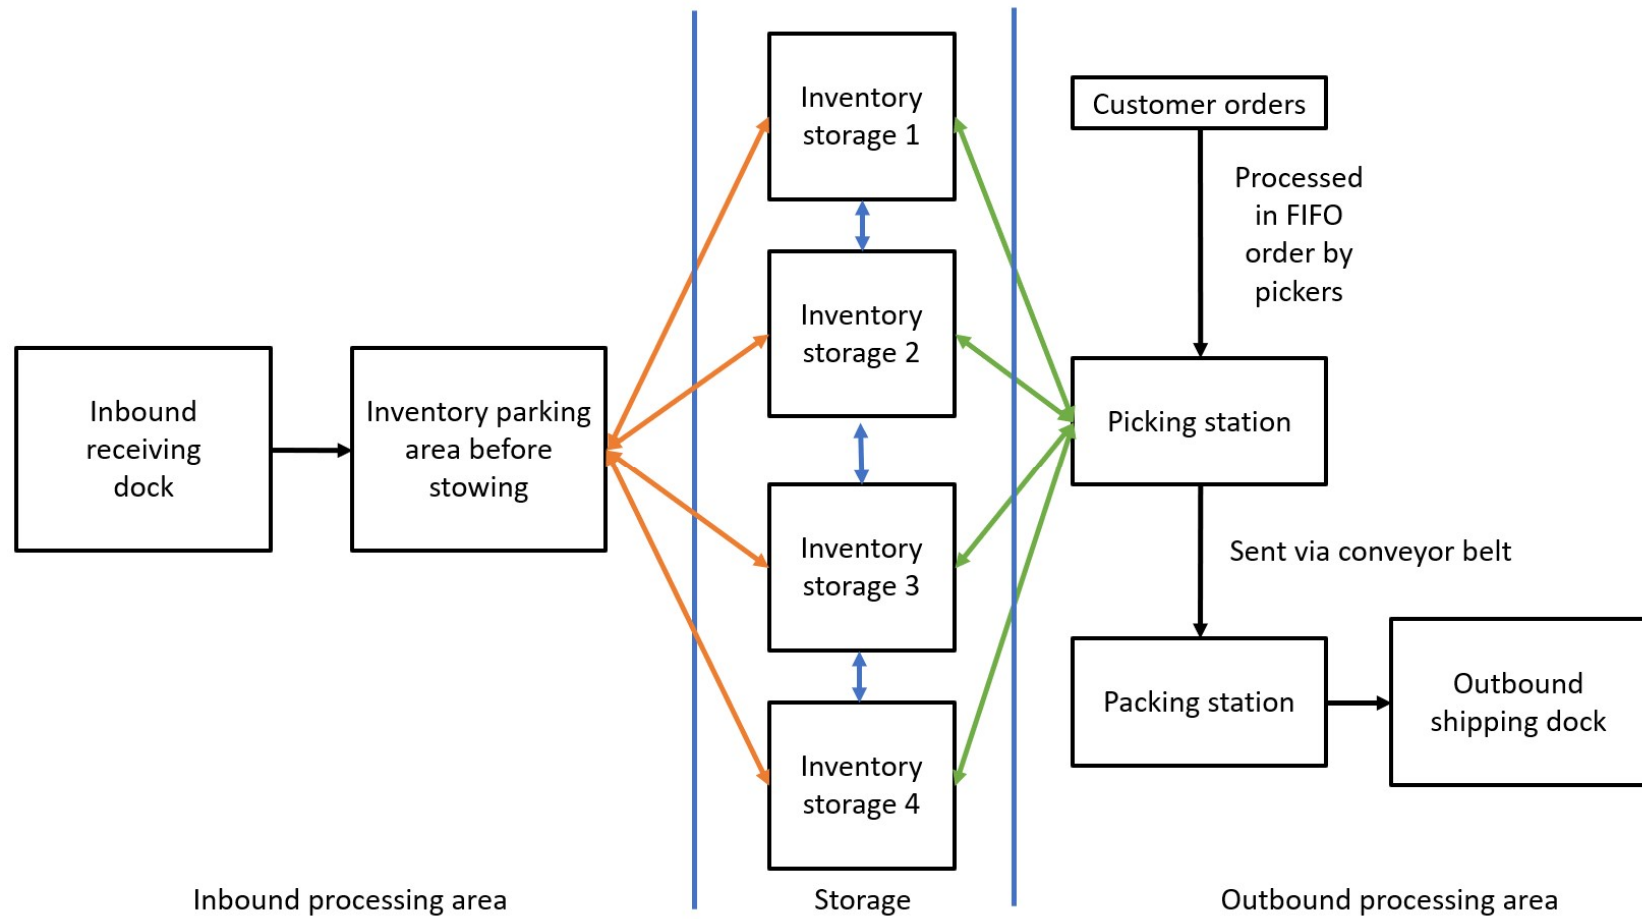 Inbound
receiving
dock
Inventory parking
area before
stowing
Inventory
storage 1
Inventory
storage 2
Inventory
storage 3
Inventory
storage 4
Customer orders
Processed
in FIFO
order by
pickers
Picking station
Sent via conveyor belt
Packing station
Outbound
shipping dock
Inbound processing area
Storage
Outbound processing area